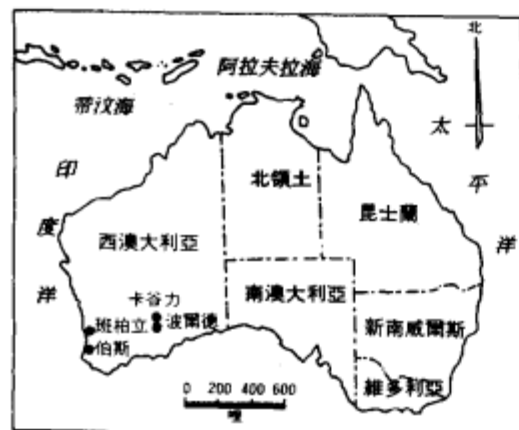 北
阿拉夫拉海
帝汶海
太平洋
印度洋
北領土
昆士蘭
西澳大利亞
南澳大利亞
卡谷力
波爾德
班柏立
伯斯
新南威爾斯
維多利亞
0 200 400 600
哩